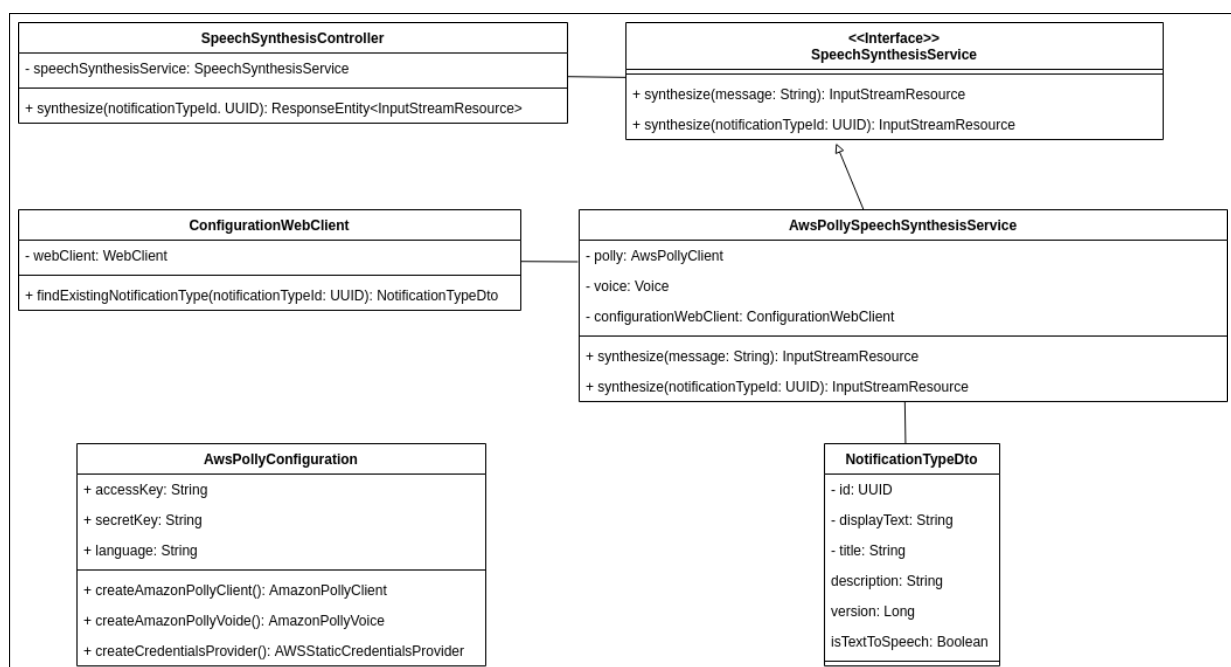 SpeechSynthesisController
- speechSynthesisService: SpeechSynthesisService
+ synthesize(notificationTypeId. UUID): ResponseEntity<InputStreamResource>
<<Interface>>
SpeechSynthesisService
+ synthesize(message: String): InputStreamResource
+ synthesize(notificationTypeId: UUID): InputStreamResource
ConfigurationWebClient
- webClient: WebClient
+ findExistingNotificationType(notificationTypeId: UUID): NotificationTypeDto
AwsPollySpeechSynthesisService
- polly: AwsPollyClient
- voice: Voice
- configurationWebClient: ConfigurationWebClient
+ synthesize(message: String): InputStreamResource
+ synthesize(notificationTypeId: UUID): InputStreamResource
AwsPollyConfiguration
+ accessKey: String
+ secretKey: String
+ language: String
+ createAmazonPollyClient(): AmazonPollyClient
+ createAmazonPollyVoide(): AmazonPollyVoice
+ createCredentialsProvider(): AWSStaticCredentialsProvider
NotificationTypeDto
- id: UUID
- displayText: String
- title: String
description: String
version: Long
isTextToSpeech: Boolean